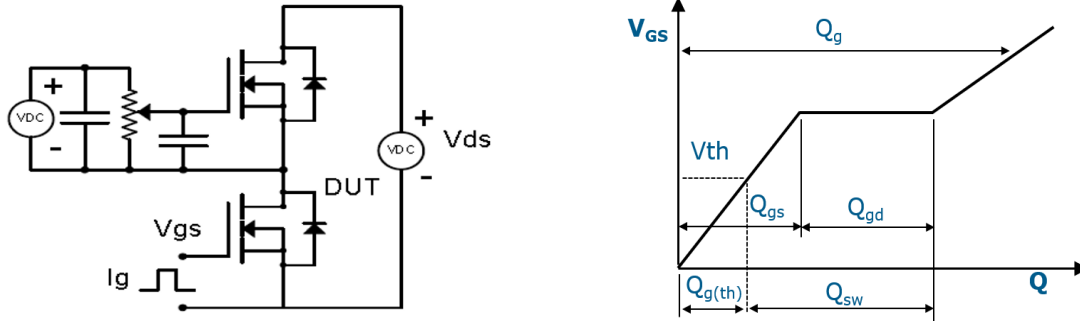 +
VDC
-
+
VDC
-
Vds
DUT
Vgs
Ig
VGS
Qg
Vth
Qgs
Qgd
Q
Qg(th)
Qsw